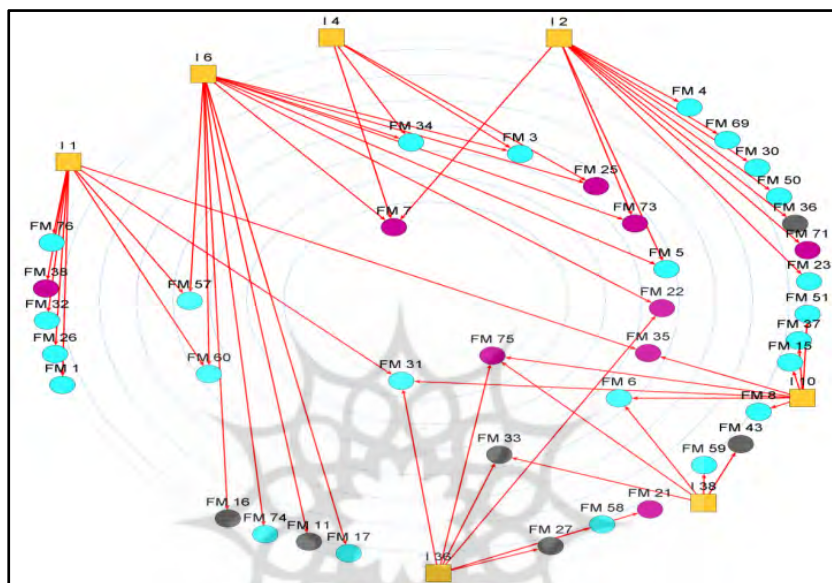 I 4
I 2
I 6
FM 4
I 1
FM 34
FM 3
FM 69
FM 30
FM 25
FM 50
FM 36
FM 7
FM 73
FM 71
FM 76
FM 5
FM 23
FM 38
FM 57
FM 22
FM 51
FM 32
FM 37
FM 26
FM 60
FM 31
FM 75
FM 35
FM 15
FM 1
FM 6
I 10
FM 8
FM 33
FM 43
FM 59
I 38
FM 16
FM 74
FM 11
FM 17
FM 58
FM 21
FM 27
I 36